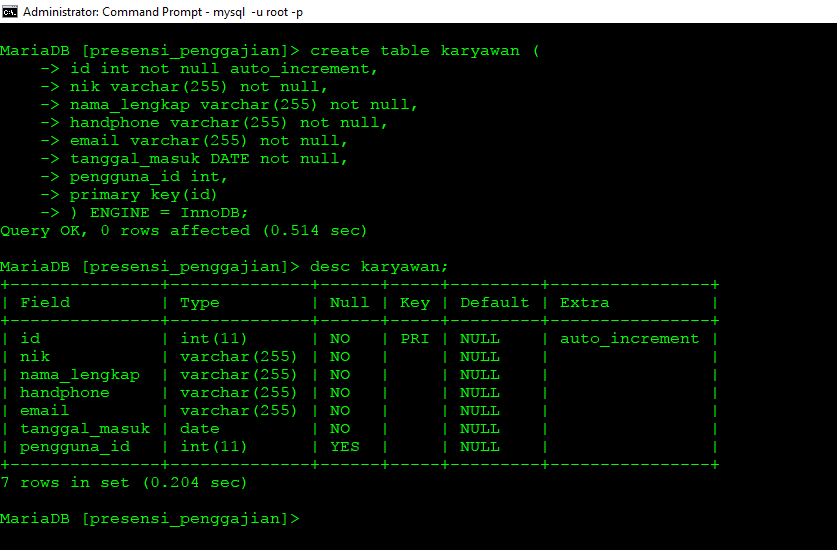 Administrator: Command Prompt - mysql -u root -p
MariaDB [presensi_penggajian]> create table karyawan (
    -> id int not null auto_increment,
    -> nik varchar(255) not null,
    -> nama_lengkap varchar(255) not null,
    -> handphone varchar(255) not null,
    -> email varchar(255) not null,
    -> tanggal_masuk DATE not null,
    -> pengguna_id int,
    -> primary key(id)
    -> ) ENGINE = InnoDB;
Query OK, 0 rows affected (0.514 sec)
MariaDB [presensi_penggajian]> desc karyawan;
+---------------+--------------+------+-----+---------+----------------+
| Field         | Type         | Null | Key | Default | Extra          |
+---------------+--------------+------+-----+---------+----------------+
| id            | int(11)      | NO   | PRI | NULL    | auto_increment |
| nik           | varchar(255) | NO   |     | NULL    |                |
| nama_lengkap  | varchar(255) | NO   |     | NULL    |                |
| handphone     | varchar(255) | NO   |     | NULL    |                |
| email         | varchar(255) | NO   |     | NULL    |                |
| tanggal_masuk | date         | NO   |     | NULL    |                |
| pengguna_id   | int(11)      | YES  |     | NULL    |                |
+---------------+--------------+------+-----+---------+----------------+
7 rows in set (0.204 sec)
MariaDB [presensi_penggajian]>